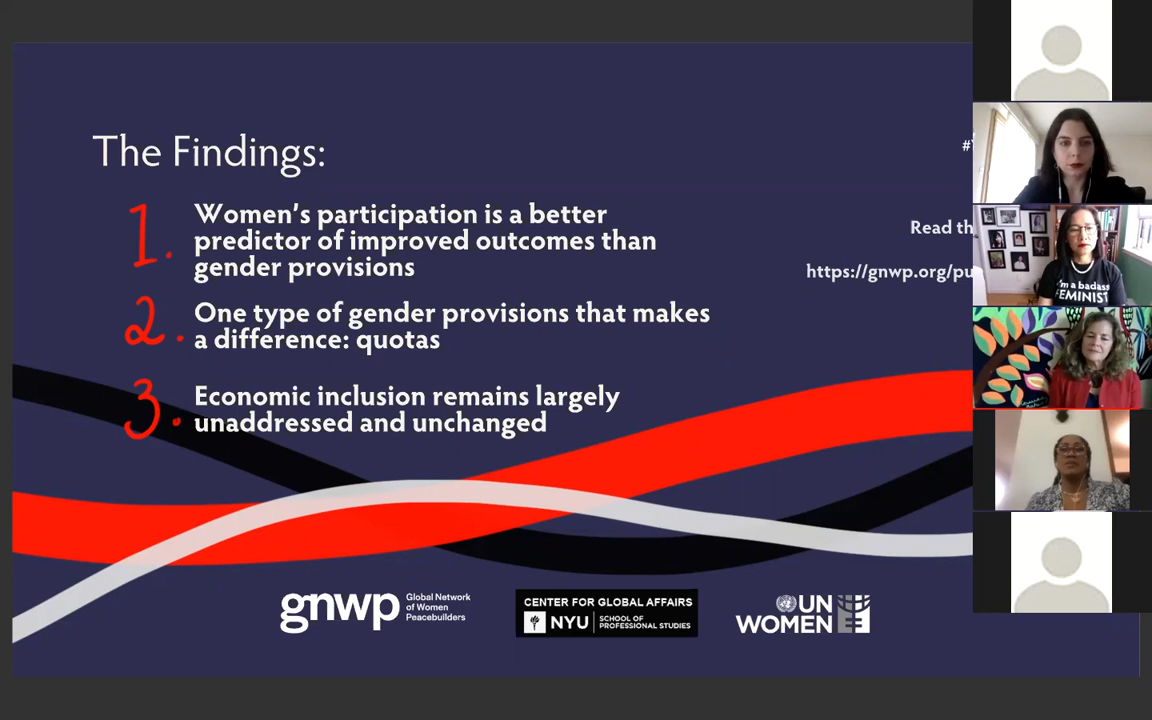 The Findings:
1. Women's participation is a better
predictor of improved outcomes than
gender provisions
2. One type of gender provisions that makes
a difference: quotas
3. Economic inclusion remains largely
unaddressed and unchanged
#
Read th
https://gnwp.org/pu
I'm a badass
FEMINIST
gnwp
Global Network
of Women
Peacebuilders
CENTER FOR GLOBAL AFFAIRS
NYU
SCHOOL OF
PROFESSIONAL STUDIES
UN
WOMEN